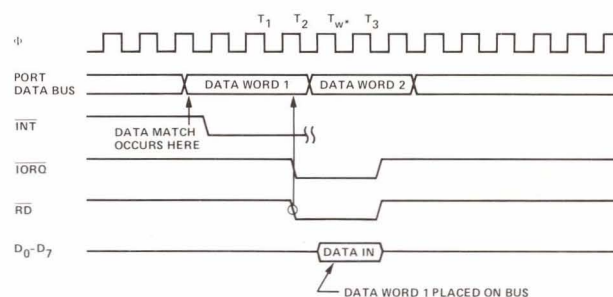 T1 T2 Tw* T3
Φ
PORT
DATA BUS
DATA WORD 1 DATA WORD 2
INT
DATA MATCH
OCCURS HERE
IORQ
RD
D0-D7
DATA IN
DATA WORD 1 PLACED ON BUS